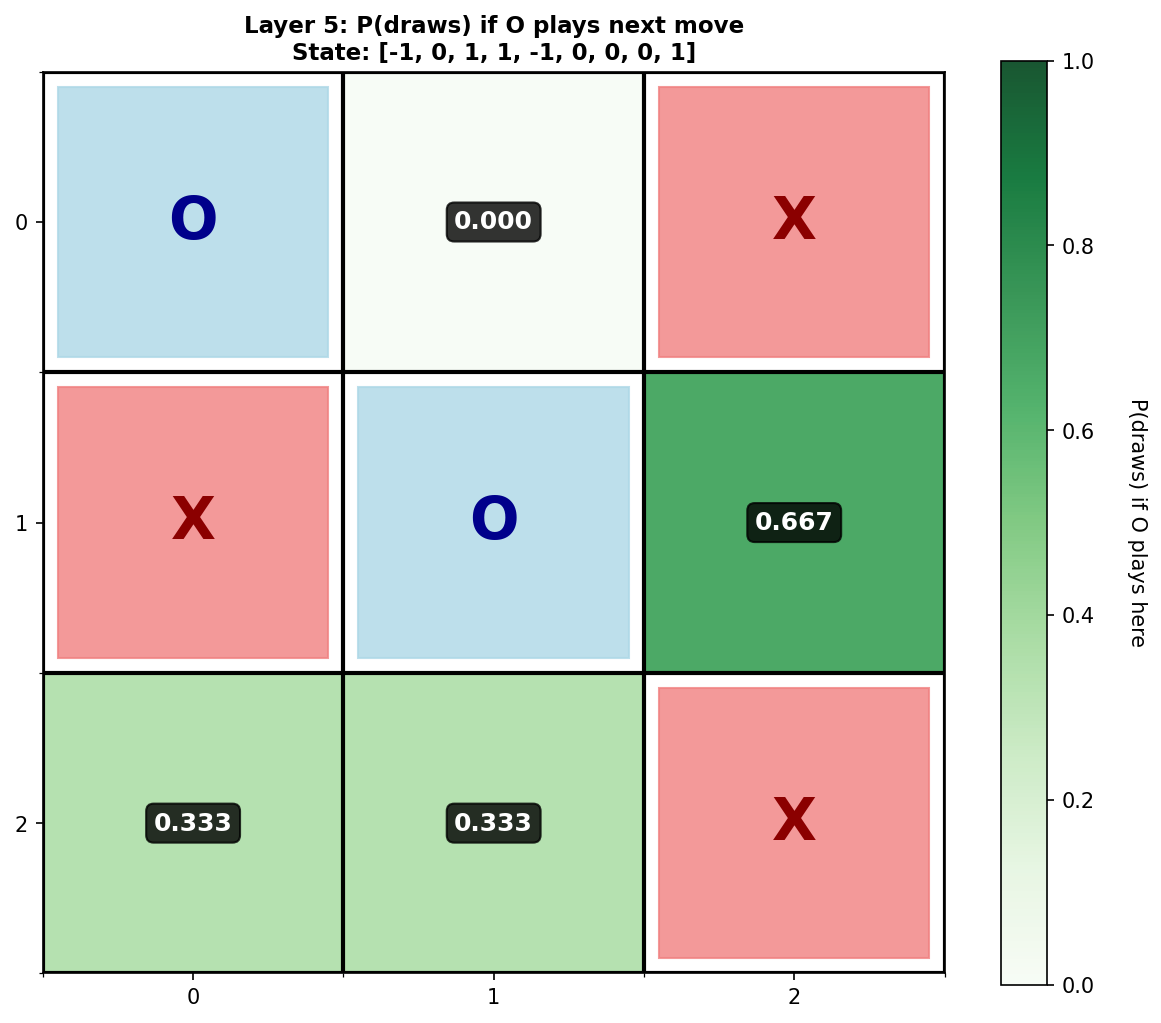 Layer 5: P(draws) if O plays next move
State: [-1, 0, 1, 1, -1, 0, 0, 0, 1]
1.0
0.8
0.6
0.4
0.2
0.0
P(draws) if O plays here
0
O
0.000
X
1
X
O
0.667
2
0.333
0.333
X
0
1
2